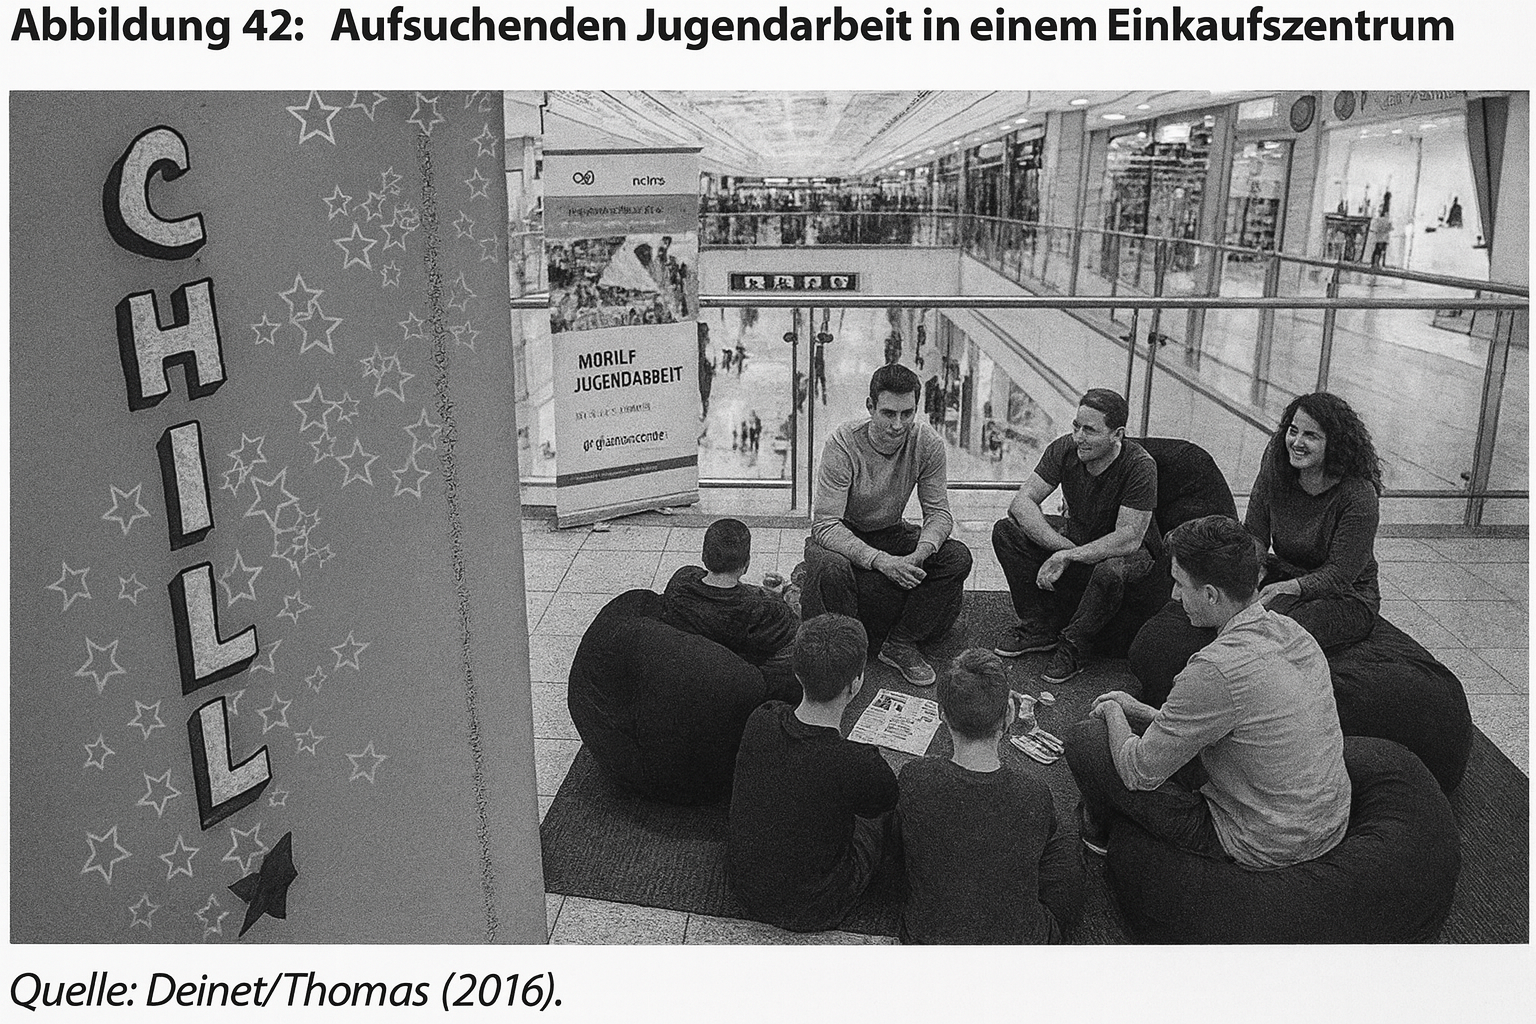 Abbildung 42: Aufsuchenden Jugendarbeit in einem Einkaufszentrum
CHILL
MORILF
JUGENDABBEIT
Quelle: Deinet/Thomas (2016).